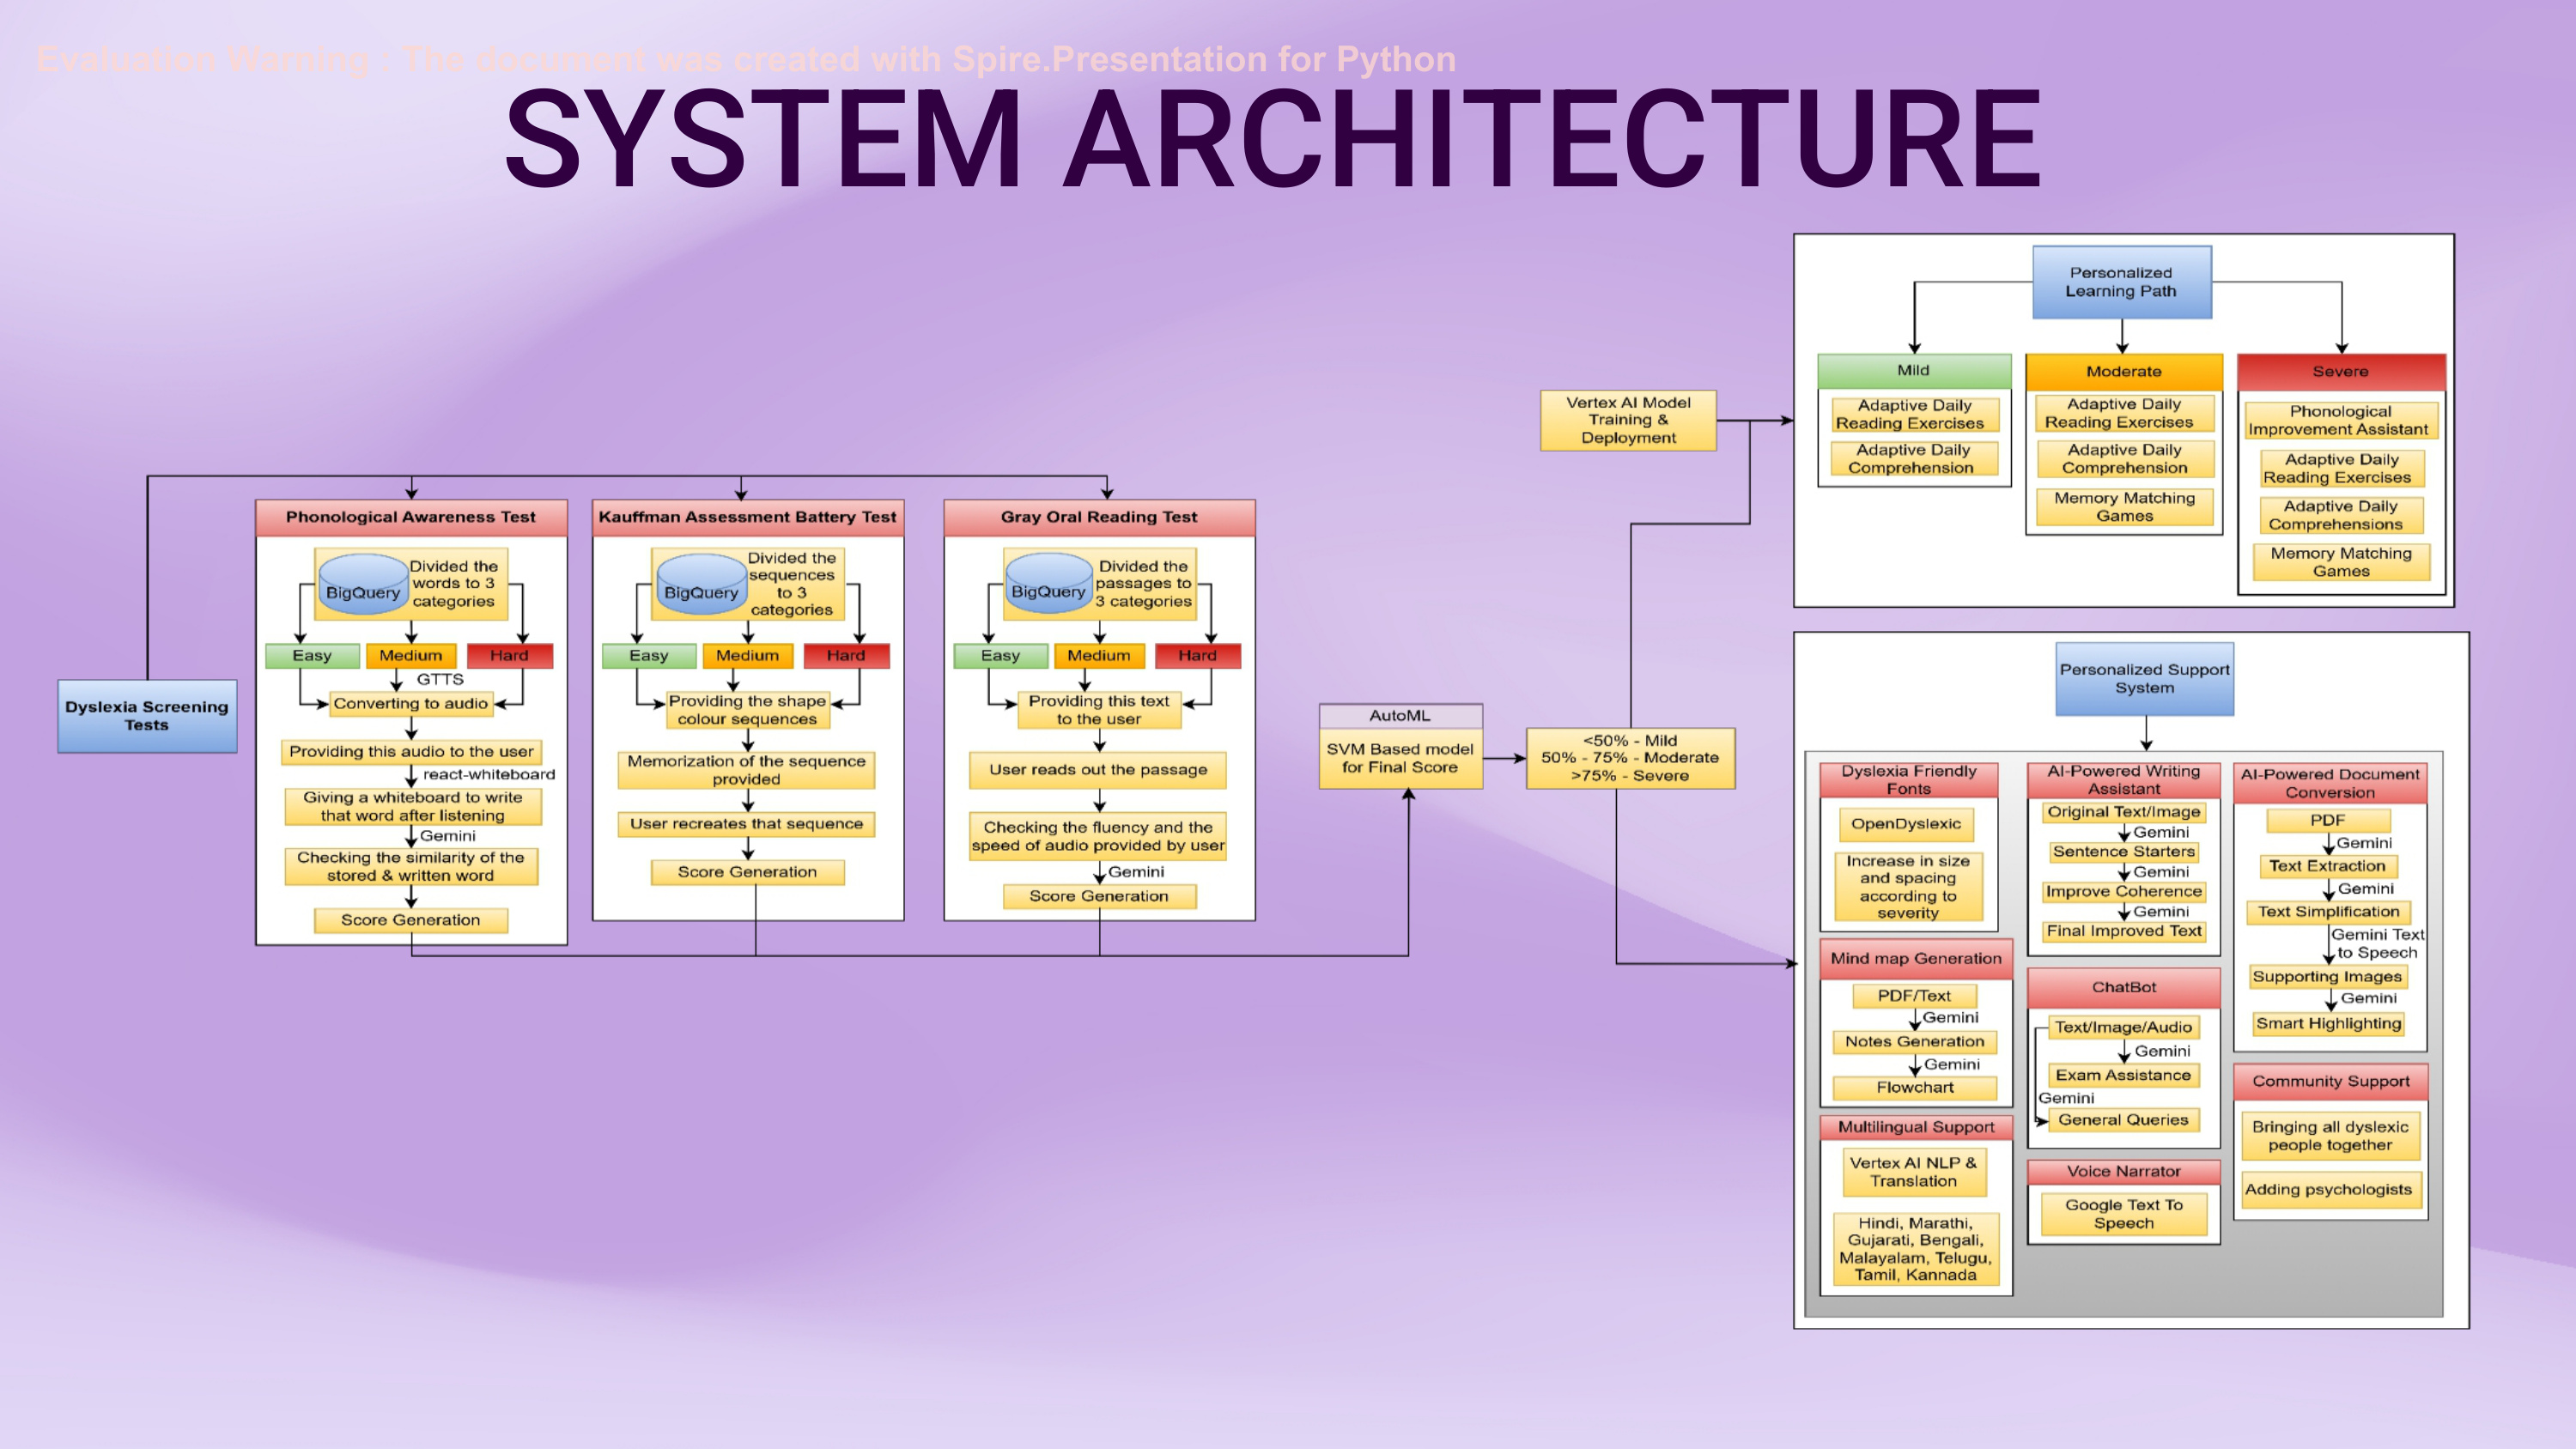 Evaluation Warning : The document was created with Spire.Presentation for Python
SYSTEM ARCHITECTURE
Dyslexia Screening
Tests
Phonological Awareness Test
BigQuery
Divided the
words to 3
categories
Easy
Medium
Hard
GTTS
Converting to audio
Providing this audio to the user
react-whiteboard
Giving a whiteboard to write
that word after listening
Gemini
Checking the similarity of the
stored & written word
Score Generation
Kauffman Assessment Battery Test
BigQuery
Divided the
sequences
to 3
categories
Easy
Medium
Hard
Providing the shape
colour sequences
Memorization of the sequence
provided
User recreates that sequence
Score Generation
Gray Oral Reading Test
BigQuery
Divided the
passages to
3 categories
Easy
Medium
Hard
Providing this text
to the user
User reads out the passage
Checking the fluency and the
speed of audio provided by user
Gemini
Score Generation
AutoML
SVM Based model
for Final Score
<50% - Mild
50% - 75% - Moderate
>75% - Severe
Vertex AI Model
Training &
Deployment
Personalized
Learning Path
Mild
Adaptive Daily
Reading Exercises
Adaptive Daily
Comprehension
Moderate
Adaptive Daily
Reading Exercises
Adaptive Daily
Comprehension
Memory Matching
Games
Severe
Phonological
Improvement Assistant
Adaptive Daily
Reading Exercises
Adaptive Daily
Comprehensions
Memory Matching
Games
Personalized Support
System
Dyslexia Friendly
Fonts
OpenDyslexic
Increase in size
and spacing
according to
severity
Mind map Generation
PDF/Text
Gemini
Notes Generation
Gemini
Flowchart
Multilingual Support
Vertex AI NLP &
Translation
Hindi, Marathi,
Gujarati, Bengali,
Malayalam, Telugu,
Tamil, Kannada
AI-Powered Writing
Assistant
Original Text/Image
Gemini
Sentence Starters
Gemini
Improve Coherence
Gemini
Final Improved Text
ChatBot
Text/Image/Audio
Gemini
Exam Assistance
Gemini
General Queries
Voice Narrator
Google Text To
Speech
AI-Powered Document
Conversion
PDF
Gemini
Text Extraction
Gemini
Text Simplification
Gemini Text
to Speech
Supporting Images
Gemini
Smart Highlighting
Community Support
Bringing all dyslexic
people together
Adding psychologists